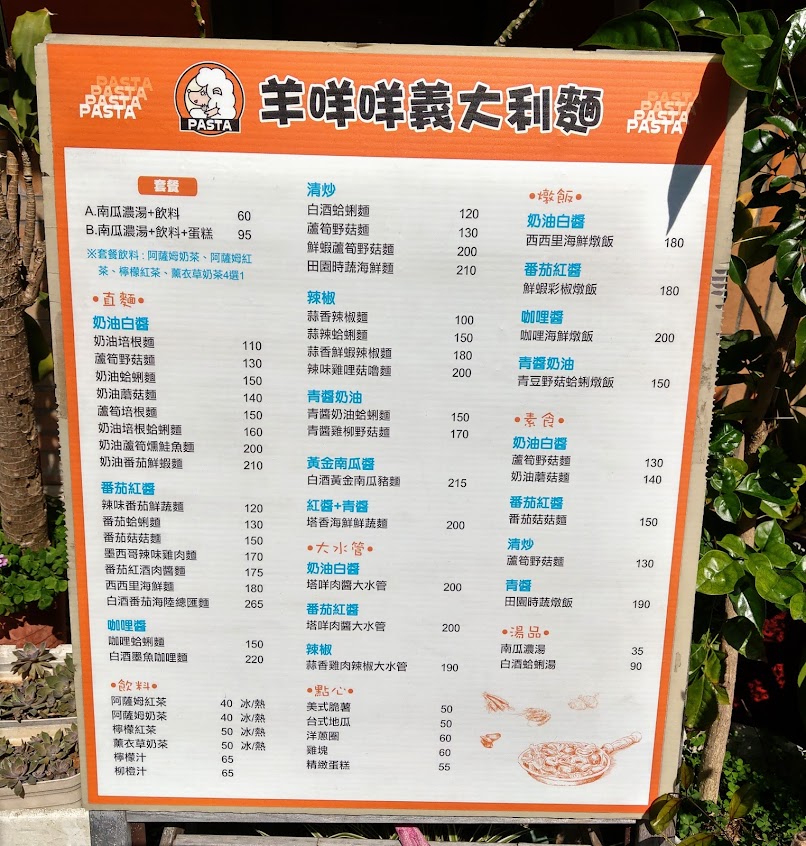 PASTA
PASTA
PASTA
PASTA
PASTA
羊咩咩義大利麵
PASTA
PASTA
PASTA
PASTA
套餐
A.南瓜濃湯+飲料 60
B.南瓜濃湯+飲料+蛋糕 95
※套餐飲料:阿薩姆奶茶、阿薩姆紅
茶、檸檬紅茶、薰衣草奶茶4選1
•直麵•
奶油白醬
奶油培根麵 110
蘆筍野菇麵 130
奶油蛤蜊麵 150
奶油蘑菇麵 140
蘆筍培根麵 150
奶油培根蛤蜊麵 160
奶油蘆筍燻鮭魚麵 200
奶油番茄鮮蝦麵 210
番茄紅醬
辣味番茄鮮蔬麵 120
番茄蛤蜊麵 130
番茄菇菇麵 150
墨西哥辣味雞肉麵 170
番茄紅酒肉醬麵 175
西西里海鮮麵 180
白酒番茄海陸總匯麵 265
咖哩醬
咖哩蛤蜊麵 150
白酒墨魚咖哩麵 220
•飲料•
阿薩姆紅茶 40 冰/熱
阿薩姆奶茶 40 冰/熱
檸檬紅茶 50 冰/熱
薰衣草奶茶 50 冰/熱
檸檬汁 65
柳橙汁 65
清炒
白酒蛤蜊麵 120
蘆筍野菇麵 130
鮮蝦蘆筍野菇麵 200
田園時蔬海鮮麵 210
辣椒
蒜香辣椒麵 100
蒜辣蛤蜊麵 150
蒜香鮮蝦辣椒麵 180
辣味雞哩菇嚕麵 200
青醬奶油
青醬奶油蛤蜊麵 150
青醬雞柳野菇麵 170
黃金南瓜醬
白酒黃金南瓜豬麵 215
紅醬+青醬
塔香海鮮鮮蔬麵 200
•大水管•
奶油白醬
塔咩肉醬大水管 200
番茄紅醬
塔咩肉醬大水管 200
辣椒
蒜香雞肉辣椒大水管 190
•點心•
美式脆薯 50
台式地瓜 50
洋蔥圈 60
雞塊 60
精緻蛋糕 55
•燉飯•
奶油白醬
西西里海鮮燉飯 180
番茄紅醬
鮮蝦彩椒燉飯 180
咖哩醬
咖哩海鮮燉飯 200
青醬奶油
青豆野菇蛤蜊燉飯 150
•素食•
奶油白醬
蘆筍野菇麵 130
奶油蘑菇麵 140
番茄紅醬
番茄菇菇麵 150
清炒
蘆筍野菇麵 130
青醬
田園時蔬燉飯 190
•湯品•
南瓜濃湯 35
白酒蛤蜊湯 90